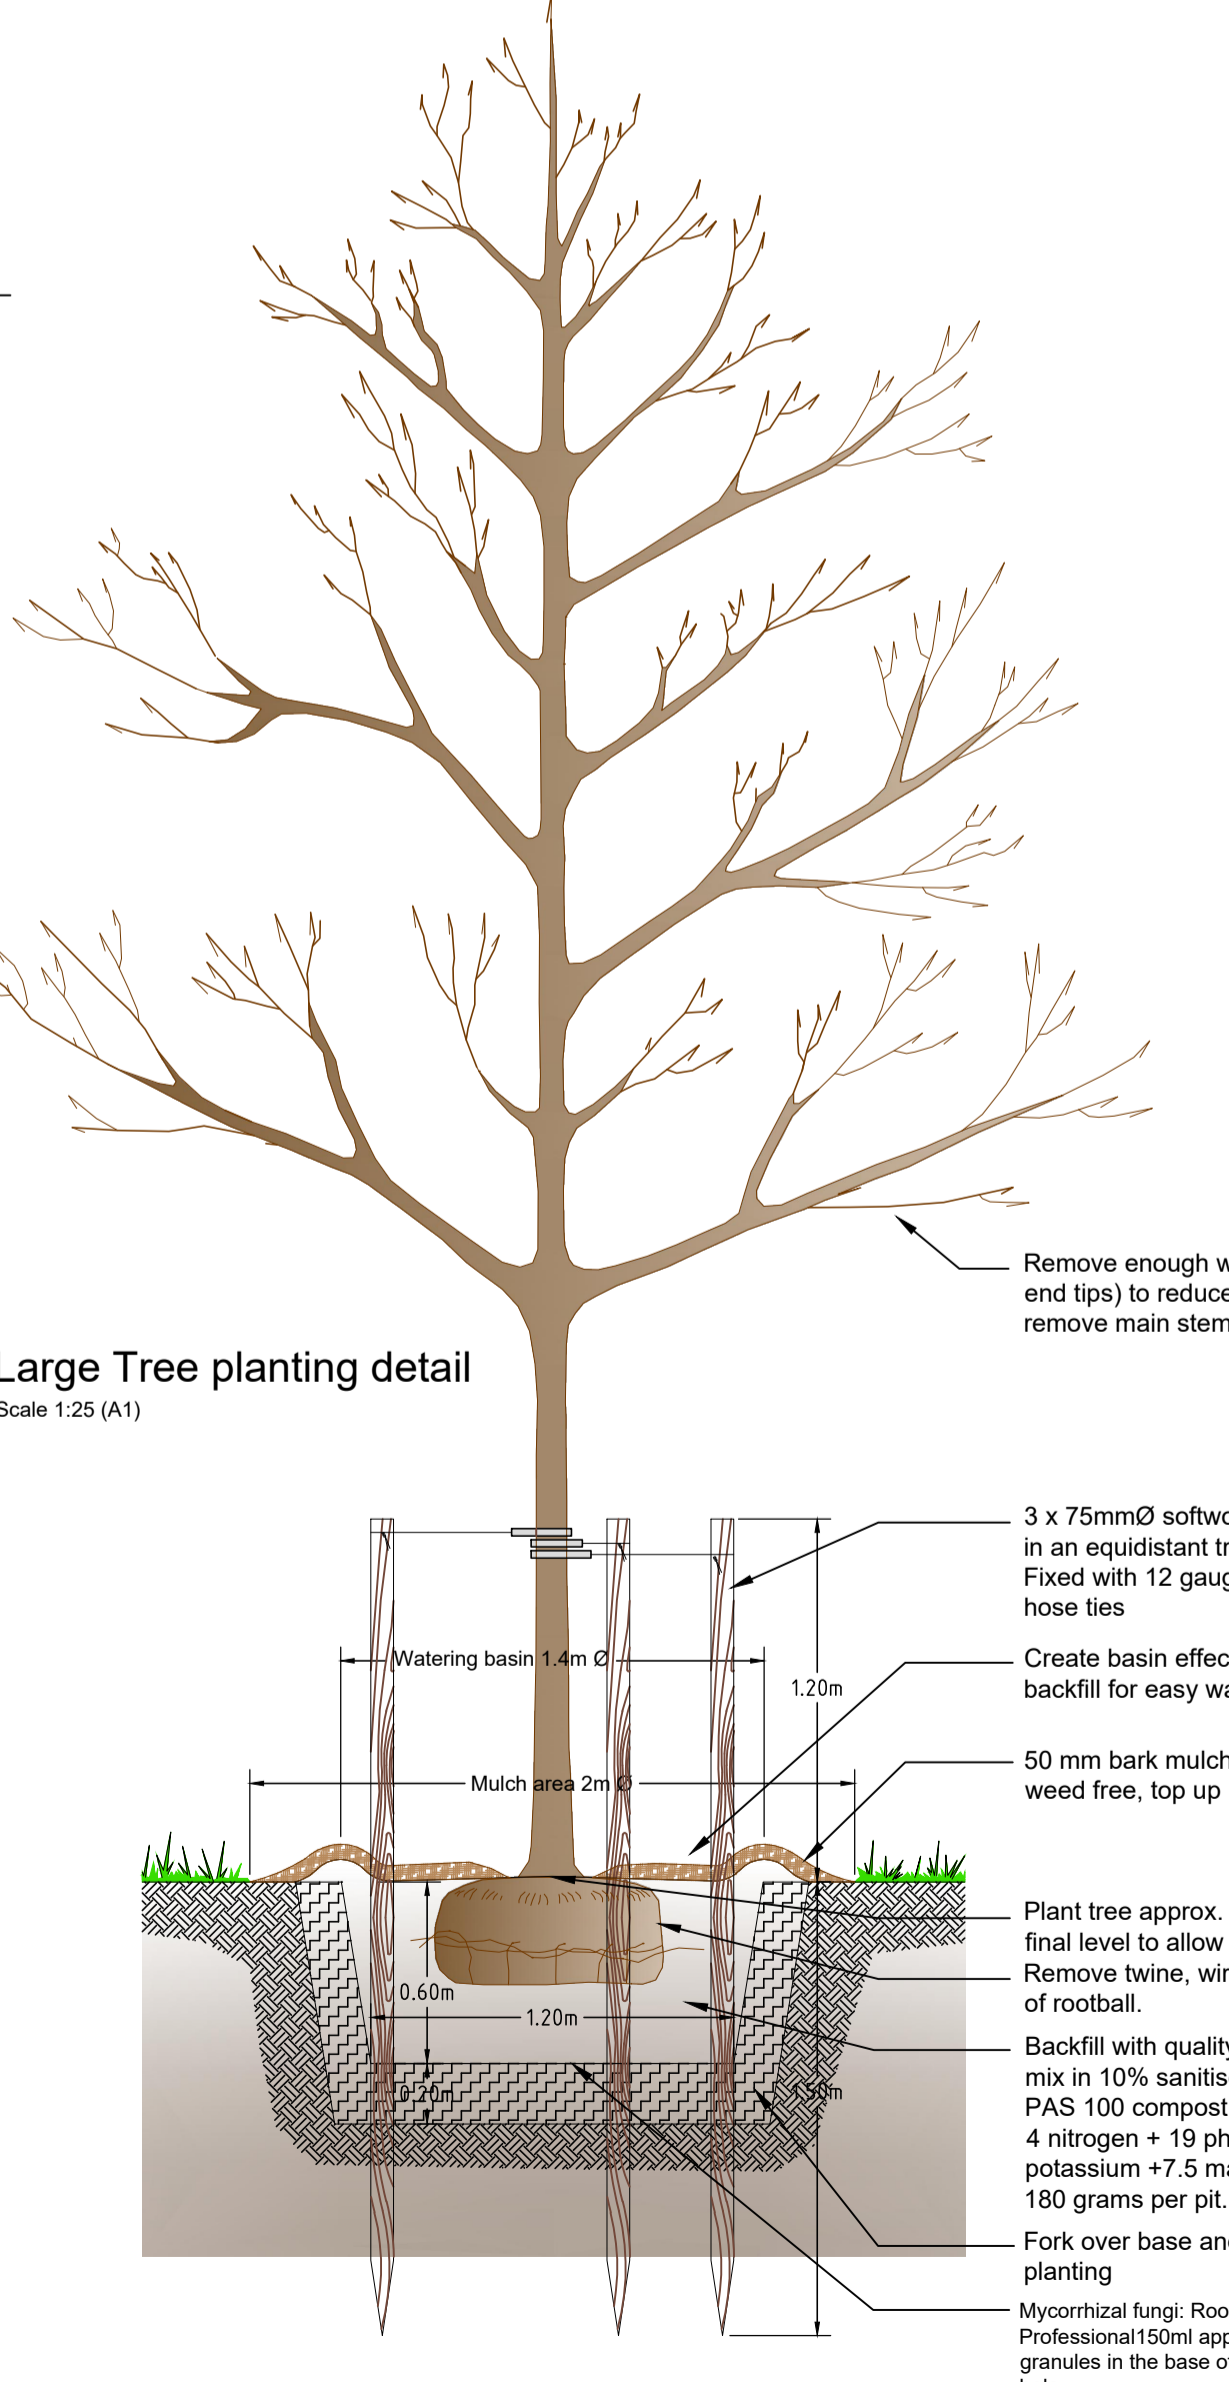 Remove enough w
end tips) to reduce
remove main stem
Large Tree planting detail
Scale 1:25 (A1)
3 x 75mmØ softwo
in an equidistant tr
Fixed with 12 gaug
hose ties
Watering basin 1.4m Ø
Create basin effec
backfill for easy wa
1.20m
50 mm bark mulch
weed free, top up
Mulch area 2m Ø
Plant tree approx.
final level to allow
Remove twine, wir
of rootball.
0.60m
1.20m
Backfill with quality
mix in 10% sanitis
PAS 100 compost
4 nitrogen + 19 ph
potassium +7.5 ma
180 grams per pit.
0.20m
1.50m
Fork over base and
planting
Mycorrhizal fungi: Roo
Professional150ml app
granules in the base o